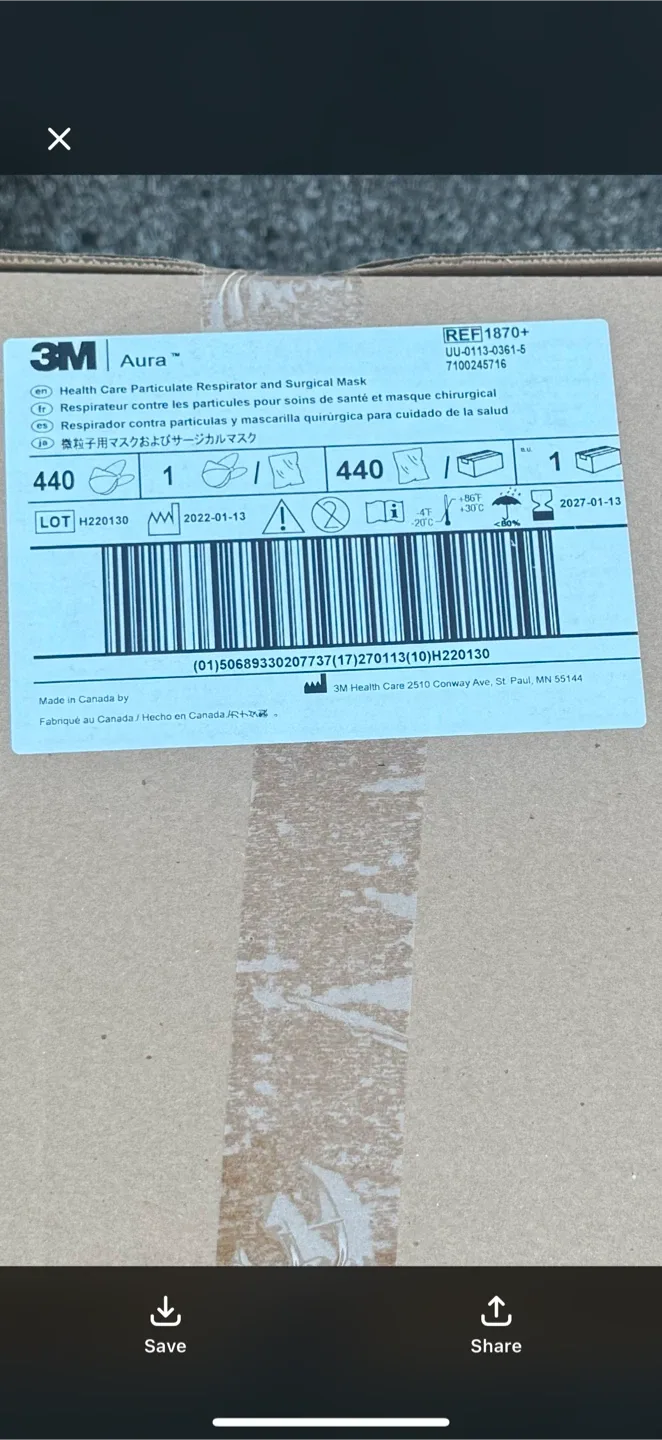 3M Aura™
REF 1870+
UU-0113-0361-5
7100245716
en Health Care Particulate Respirator and Surgical Mask
fr Respirateur contre les particules pour soins de santé et masque chirurgical
es Respirador contra partículas y mascarilla quirúrgica para cuidado de la salud
ja 微粒子用マスクおよびサージカルマスク
440 1 / 440 / 1
LOT H220130 2022-01-13 -4°F -20°C +86°F +30°C <80% 2027-01-13
(01)50689330207737(17)270113(10)H220130
3M Health Care 2510 Conway Ave, St. Paul, MN 55144
Made in Canada by
Fabriqué au Canada / Hecho en Canada
Save Share